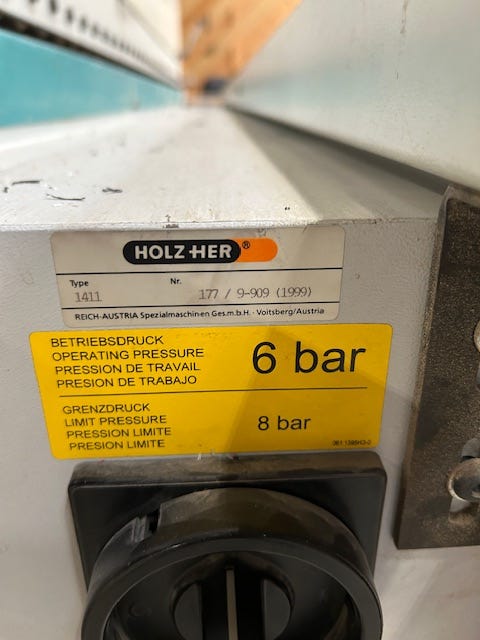 HOLZ-HER®
Type
Nr.
1411
177 / 9-909 (1999)
REICH-AUSTRIA Spezialmaschinen Ges.m.b.H. · Voitsberg/Austria
BETRIEBSDRUCK
OPERATING PRESSURE
PRESSION DE TRAVAIL
PRESION DE TRABAJO
6 bar
GRENZDRUCK
LIMIT PRESSURE
PRESSION LIMITE
PRESION LIMITE
8 bar